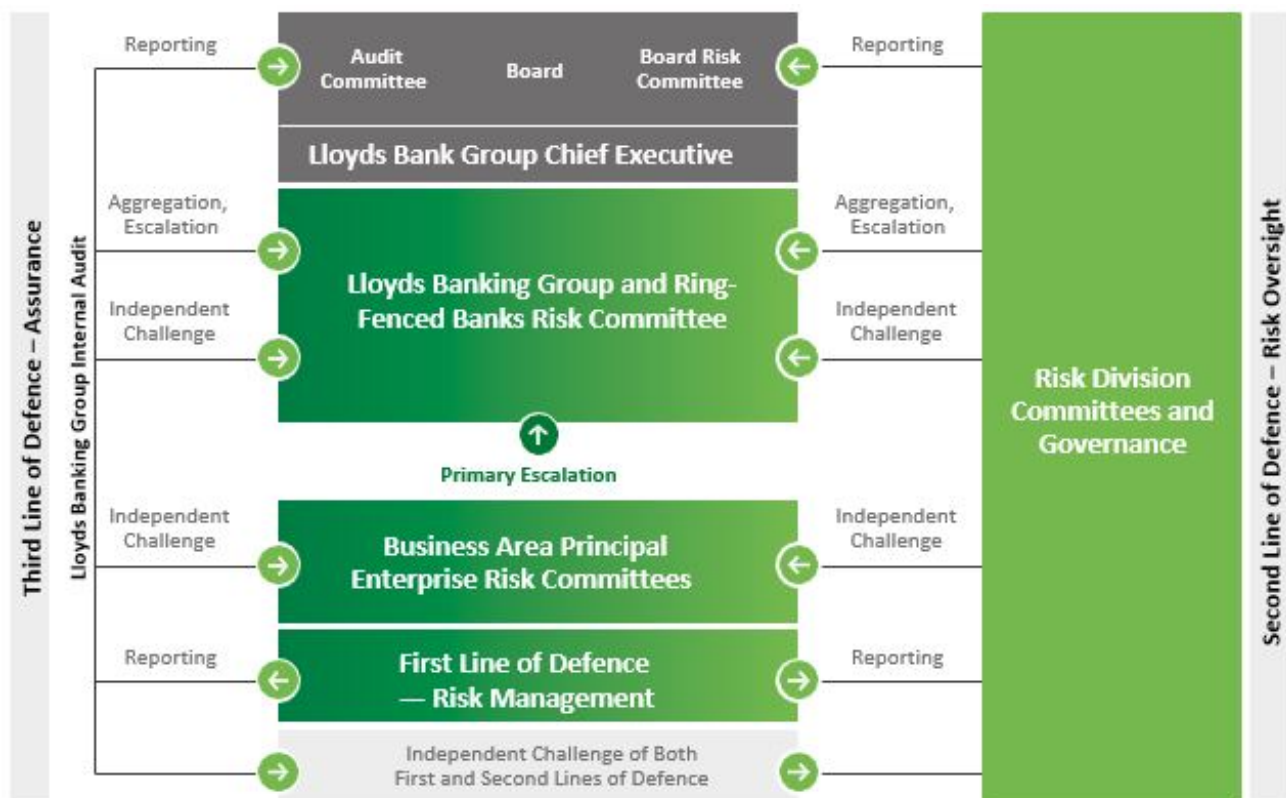 Third Line of Defence – Assurance
Lloyds Banking Group Internal Audit
Reporting
Aggregation,
Escalation
Independent
Challenge
Independent
Challenge
Reporting
Audit
Committee
Board
Board Risk
Committee
Lloyds Bank Group Chief Executive
Lloyds Banking Group and Ring-
Fenced Banks Risk Committee
Primary Escalation
Business Area Principal
Enterprise Risk Committees
First Line of Defence
— Risk Management
Independent Challenge of Both
First and Second Lines of Defence
Reporting
Aggregation,
Escalation
Independent
Challenge
Independent
Challenge
Reporting
Risk Division
Committees and
Governance
Second Line of Defence – Risk Oversight